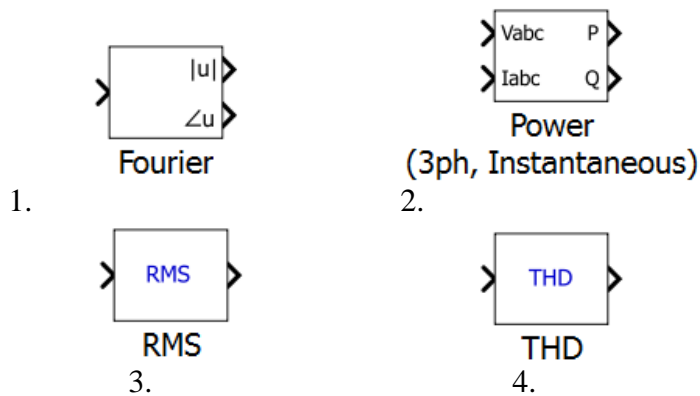 |u|
∠u
Fourier
1.
Vabc P
Iabc Q
Power
(3ph, Instantaneous)
2.
RMS
RMS
3.
THD
THD
4.